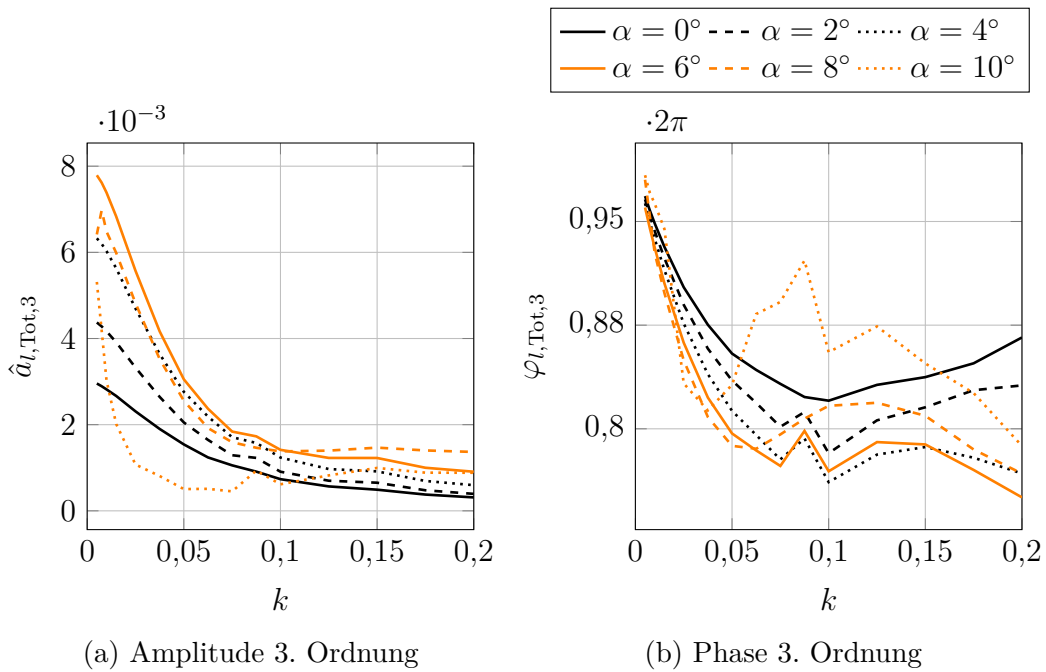 α = 0° α = 2° α = 4°
α = 6° α = 8° α = 10°
·10⁻³
8
6
4
2
0
â_{l,Tot,3}
0 0,05 0,1 0,15 0,2
k
(a) Amplitude 3. Ordnung
·2π
0,95
0,88
0,8
φ_{l,Tot,3}
0 0,05 0,1 0,15 0,2
k
(b) Phase 3. Ordnung